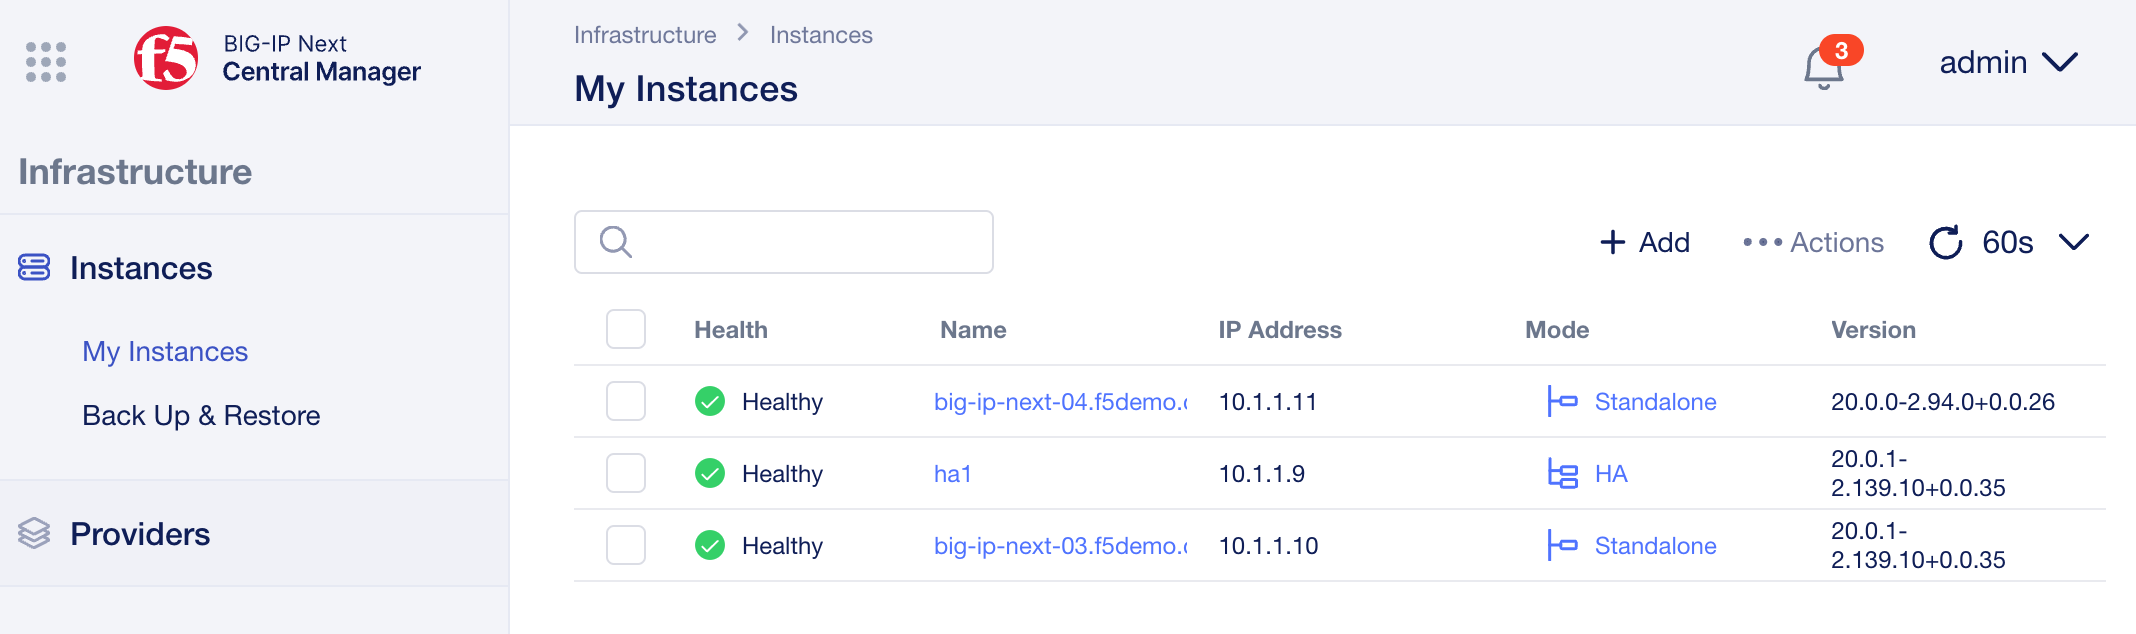 f5
BIG-IP Next
Central Manager
Infrastructure
Instances
My Instances
Back Up & Restore
Providers
Infrastructure > Instances
My Instances
3
admin
+ Add
••• Actions
60s
Health Name IP Address Mode Version
Healthy big-ip-next-04.f5demo. 10.1.1.11 Standalone 20.0.0-2.94.0+0.0.26
Healthy ha1 10.1.1.9 HA 20.0.1-
2.139.10+0.0.35
Healthy big-ip-next-03.f5demo. 10.1.1.10 Standalone 20.0.1-
2.139.10+0.0.35